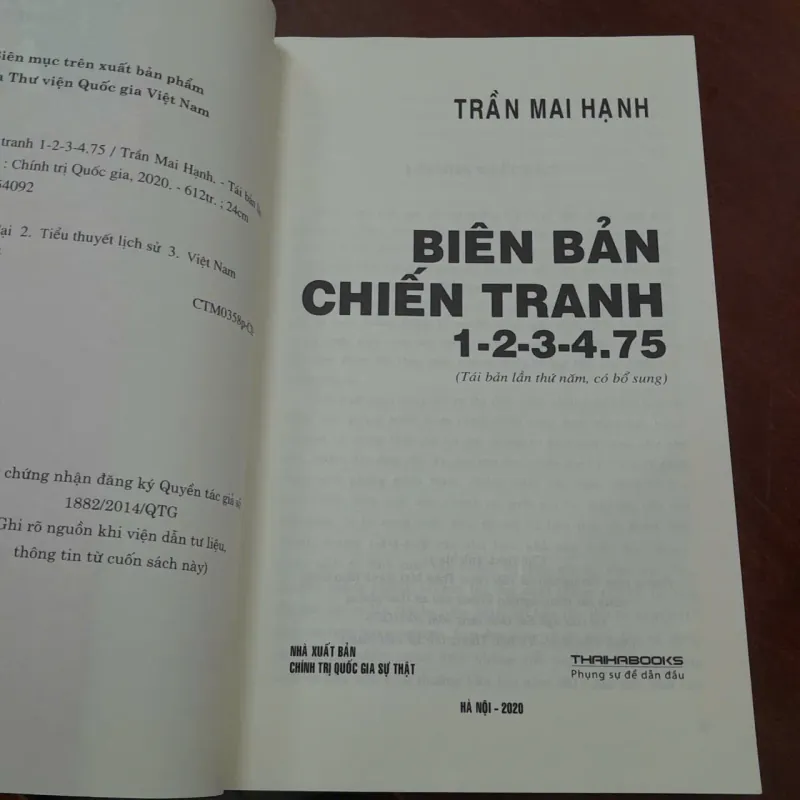 Biên mục trên xuất bản phẩm
Thư viện Quốc gia Việt Nam
tranh 1-2-3-4.75 / Trần Mai Hạnh. - Tái bản
: Chính trị Quốc gia, 2020. - 612tr. ; 24cm
54092
2. Tiểu thuyết lịch sử 3. Việt Nam
chứng nhận đăng ký Quyền tác giả số
1882/2014/QTG
Ghi rõ nguồn khi viện dẫn tư liệu,
thông tin từ cuốn sách này)
TRẦN MAI HẠNH
BIÊN BẢN
CHIẾN TRANH
1-2-3-4.75
(Tái bản lần thứ năm, có bổ sung)
NHÀ XUẤT BẢN
CHÍNH TRỊ QUỐC GIA SỰ THẬT
THAIHABOOKS
Phụng sự để dẫn đầu
HÀ NỘI - 2020